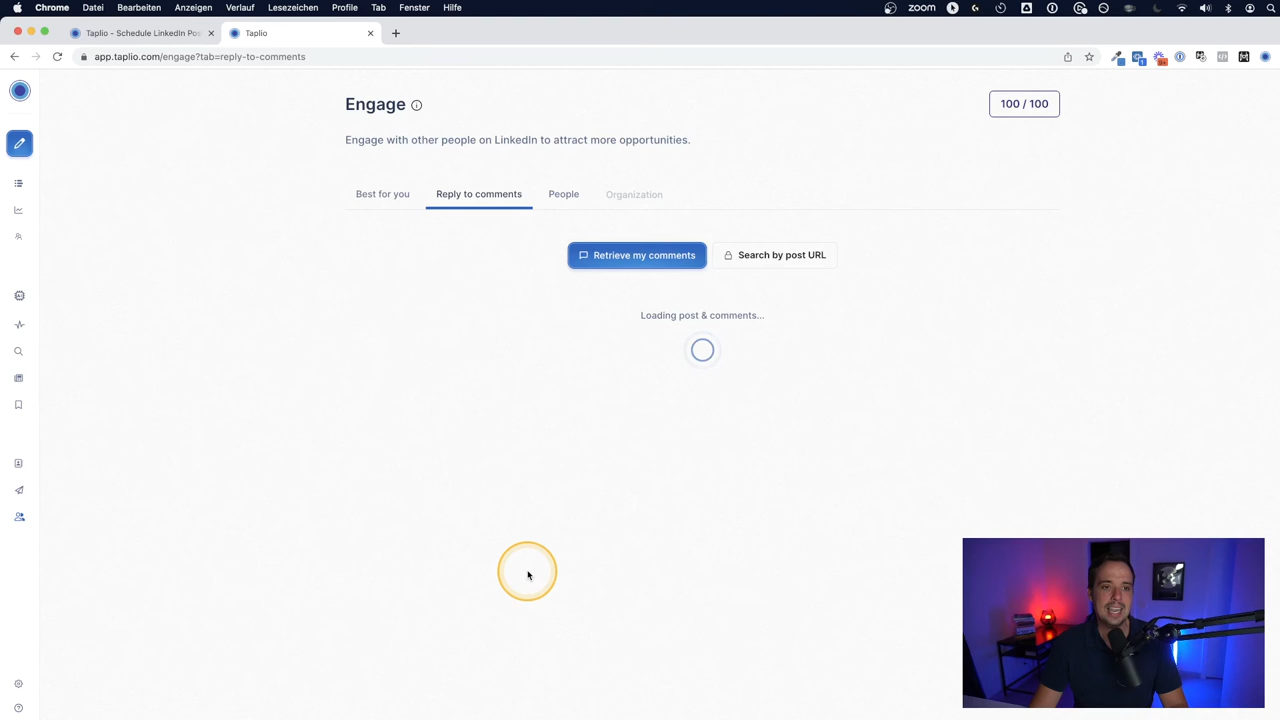 Chrome Datei Bearbeiten Anzeigen Verlauf Lesezeichen Profile Tab Fenster Hilfe zoom
Taplio - Schedule LinkedIn Pos
Taplio
app.taplio.com/engage?tab=reply-to-comments
Engage
100 / 100
Engage with other people on LinkedIn to attract more opportunities.
Best for you Reply to comments People Organization
Retrieve my comments Search by post URL
Loading post & comments...